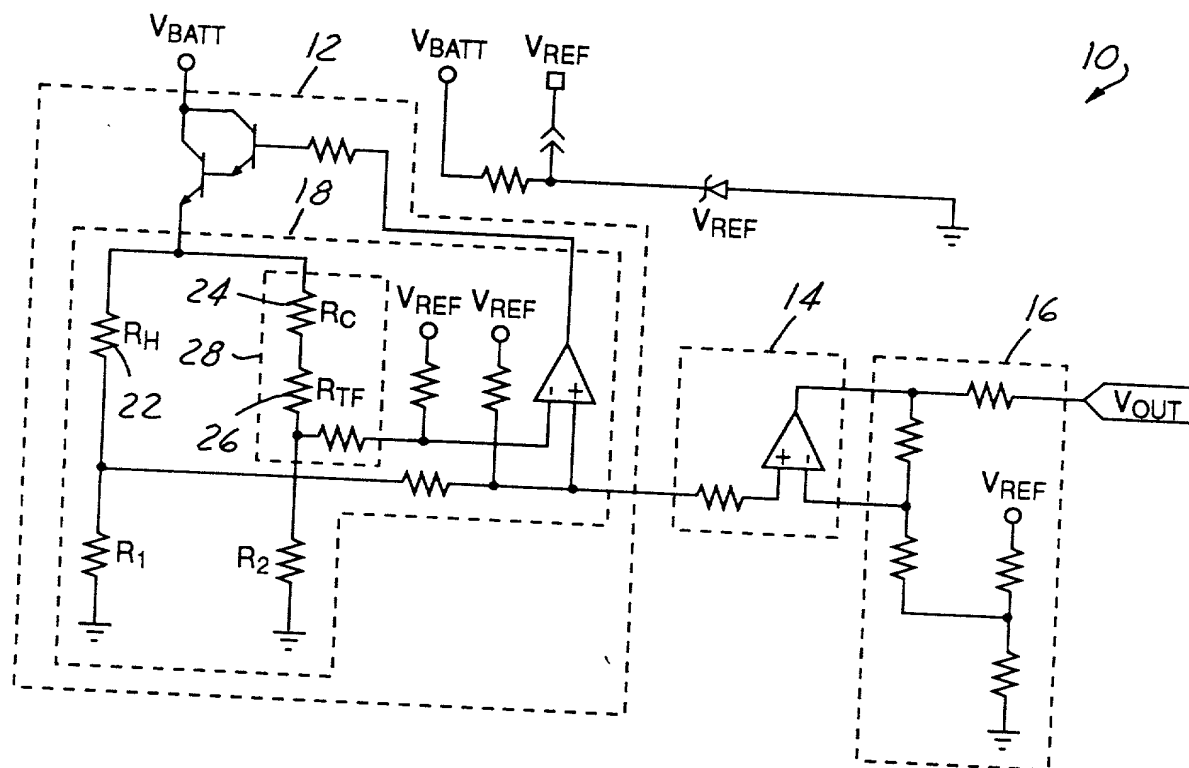 VBATT
12
VBATT
VREF
10
18
VREF
24
RC
VREF
VREF
14
16
RH
28
22
RTF
26
+
-
VOUT
+
-
VREF
R1
R2